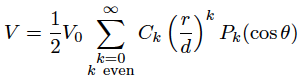 $V = \frac{1}{2} V_0 \sum_{\substack{k=0 \\ k \text{ even}}}^{\infty} C_k \left( \frac{r}{d} \right)^k P_k(\cos\theta)$